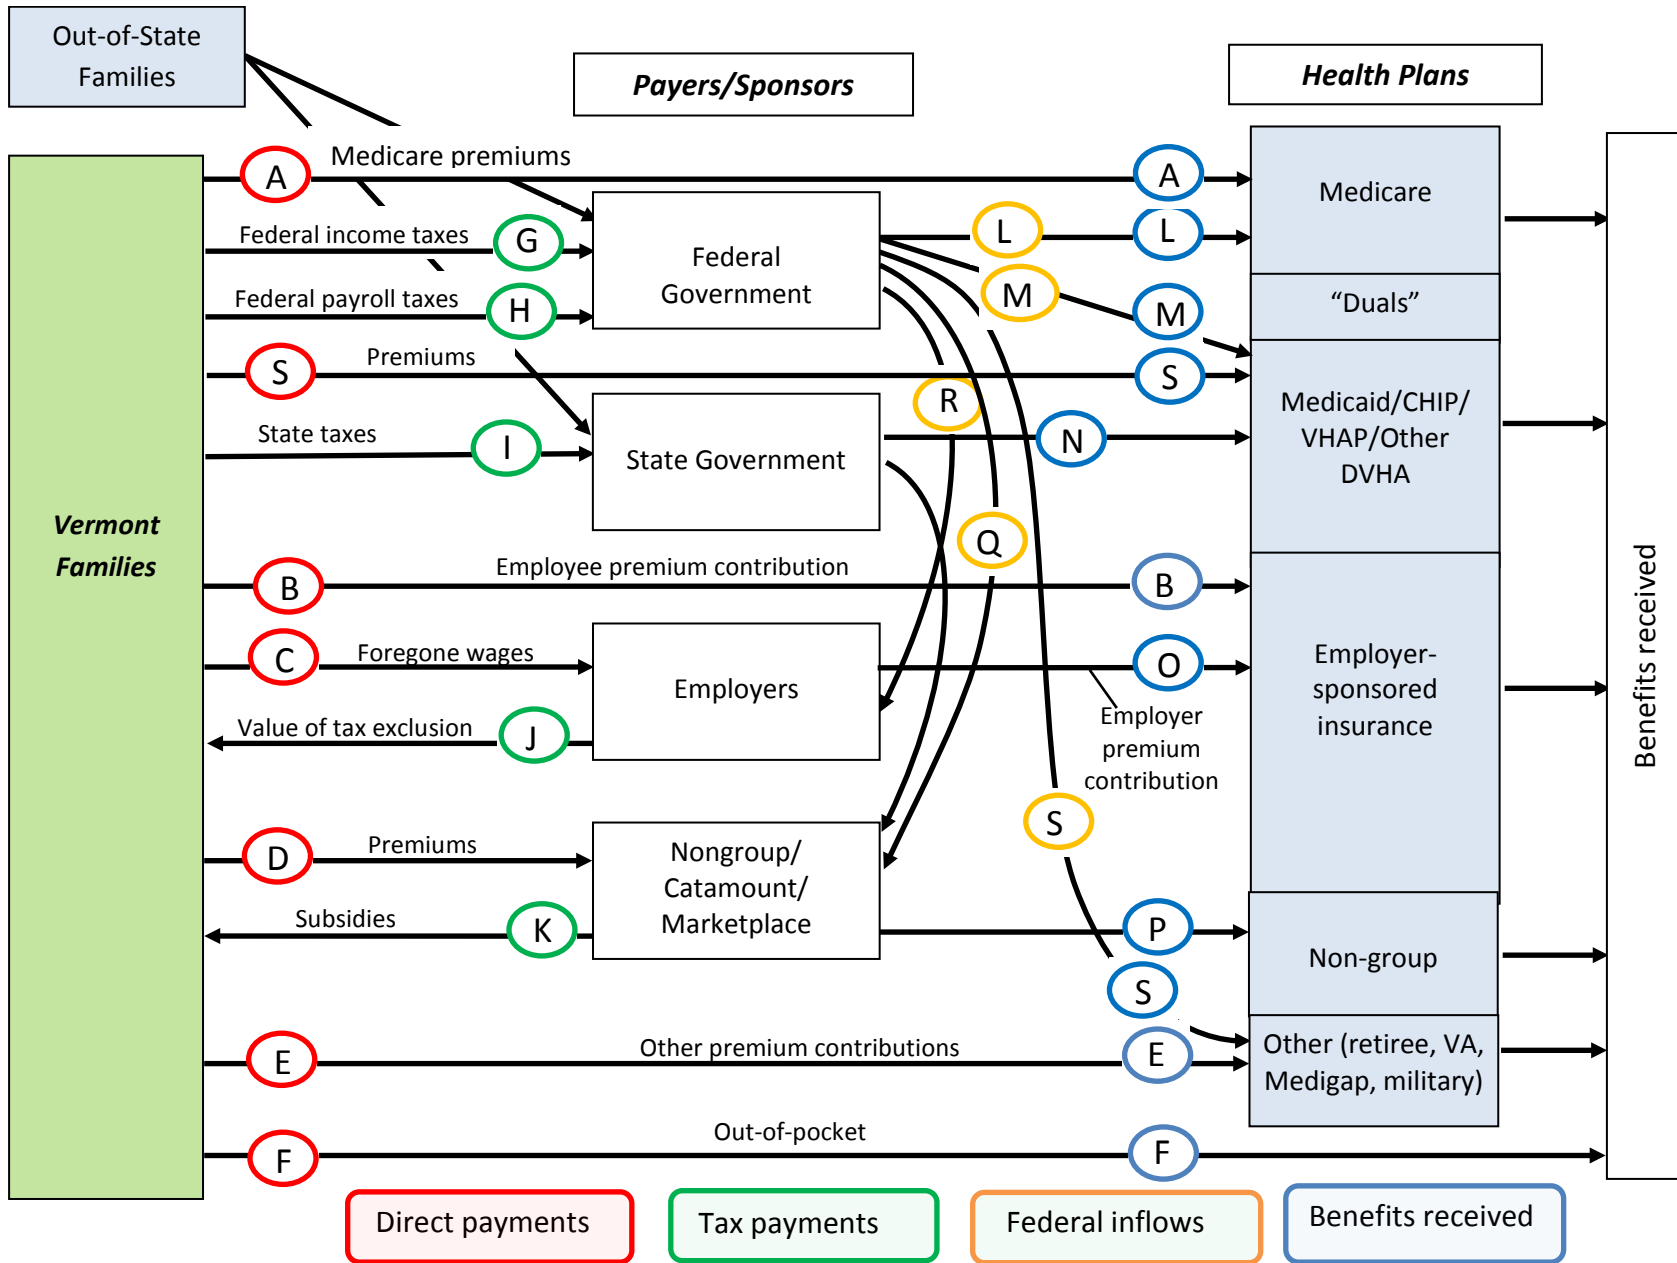 Out-of-State
Families
Payers/Sponsors
Health Plans
Medicare premiums
A
A
Medicare
Federal income taxes
G
L
L
Federal
Government
M
M
“Duals”
Federal payroll taxes
H
S
Premiums
S
R
Medicaid/CHIP/
VHAP/Other
DVHA
State taxes
I
State Government
N
Vermont
Families
Q
B
Employee premium contribution
B
C
Foregone wages
Employers
O
Employer-
sponsored
insurance
Employer
premium
contribution
Value of tax exclusion
J
S
D
Premiums
Nongroup/
Catamount/
Marketplace
Subsidies
K
P
Non-group
S
E
Other premium contributions
E
Other (retiree, VA,
Medigap, military)
F
Out-of-pocket
F
Benefits received
Direct payments
Tax payments
Federal inflows
Benefits received